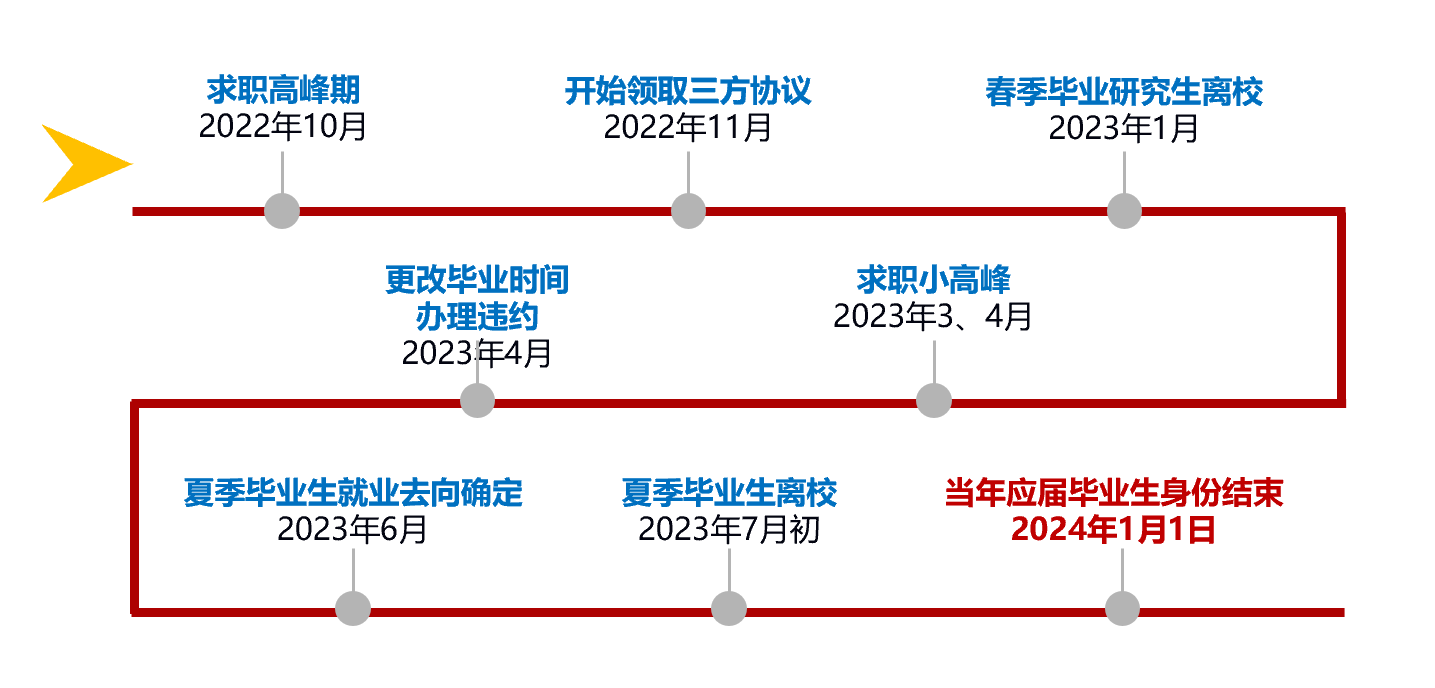 求职高峰期
2022年10月
开始领取三方协议
2022年11月
春季毕业研究生离校
2023年1月
求职小高峰
2023年3、4月
更改毕业时间
办理违约
2023年4月
夏季毕业生就业去向确定
2023年6月
夏季毕业生离校
2023年7月初
当年应届毕业生身份结束
2024年1月1日